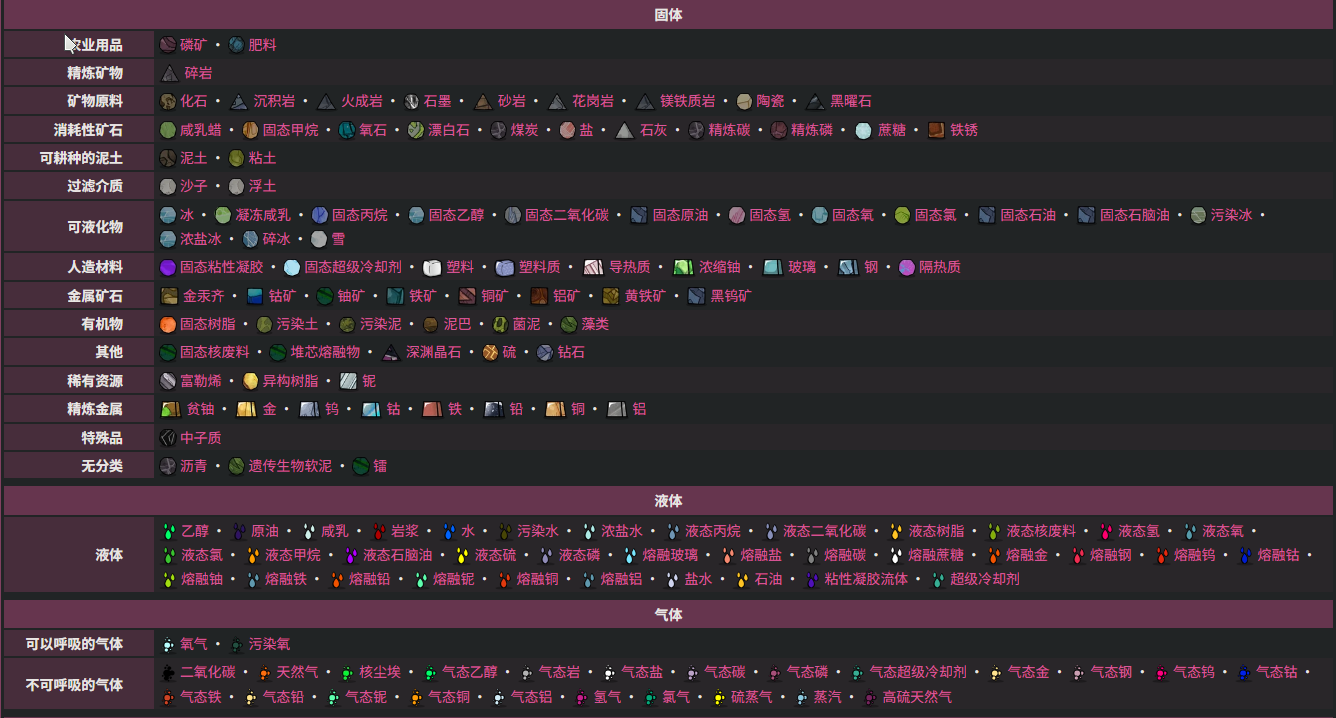 固体
农业用品 磷矿 • 肥料
精炼矿物 碎岩
矿物原料 化石 • 沉积岩 • 火成岩 • 石墨 • 砂岩 • 花岗岩 • 镁铁质岩 • 陶瓷 • 黑曜石
消耗性矿石 咸乳蜡 • 固态甲烷 • 氧石 • 漂白石 • 煤炭 • 盐 • 石灰 • 精炼碳 • 精炼磷 • 蔗糖 • 铁锈
可耕种的泥土 泥土 • 粘土
过滤介质 沙子 • 浮土
可液化物 冰 • 凝冻咸乳 • 固态丙烷 • 固态乙醇 • 固态二氧化碳 • 固态原油 • 固态氢 • 固态氧 • 固态氯 • 固态石油 • 固态石脑油 • 污染冰 •
浓盐冰 • 碎冰 • 雪
人造材料 固态粘性凝胶 • 固态超级冷却剂 • 塑料 • 塑料质 • 导热质 • 浓缩铀 • 玻璃 • 钢 • 隔热质
金属矿石 金汞齐 • 钴矿 • 铀矿 • 铁矿 • 铜矿 • 铝矿 • 黄铁矿 • 黑钨矿
有机物 固态树脂 • 污染土 • 污染泥 • 泥巴 • 菌泥 • 藻类
其他 固态核废料 • 堆芯熔融物 • 深渊晶石 • 硫 • 钻石
稀有资源 富勒烯 • 异构树脂 • 铌
精炼金属 贫铀 • 金 • 钨 • 钴 • 铁 • 铅 • 铜 • 铝
特殊品 中子质
无分类 沥青 • 遗传生物软泥 • 镭
液体
液体 乙醇 • 原油 • 咸乳 • 岩浆 • 水 • 污染水 • 浓盐水 • 液态丙烷 • 液态二氧化碳 • 液态树脂 • 液态核废料 • 液态氢 • 液态氧 •
液态氯 • 液态甲烷 • 液态石脑油 • 液态硫 • 液态磷 • 熔融玻璃 • 熔融盐 • 熔融碳 • 熔融蔗糖 • 熔融金 • 熔融钢 • 熔融钨 • 熔融钴 •
熔融铀 • 熔融铁 • 熔融铅 • 熔融铌 • 熔融铜 • 熔融铝 • 盐水 • 石油 • 粘性凝胶流体 • 超级冷却剂
气体
可以呼吸的气体 氧气 • 污染氧
不可呼吸的气体 二氧化碳 • 天然气 • 核尘埃 • 气态乙醇 • 气态岩 • 气态盐 • 气态碳 • 气态磷 • 气态超级冷却剂 • 气态金 • 气态钢 • 气态钨 • 气态钴 •
气态铁 • 气态铅 • 气态铌 • 气态铜 • 气态铝 • 氢气 • 氯气 • 硫蒸气 • 蒸汽 • 高硫天然气